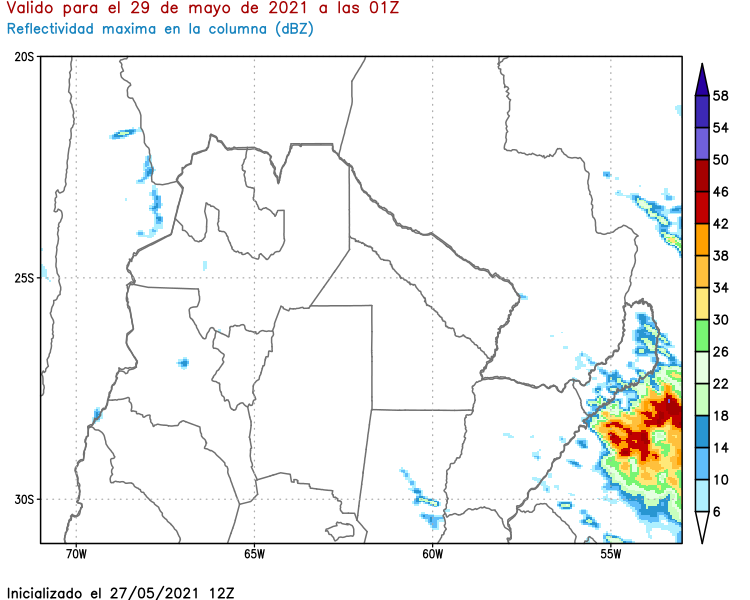 Valido para el 29 de mayo de 2021 a las 01Z
Reflectividad maxima en la columna (dBZ)
20S
25S
30S
70W
65W
60W
55W
58
54
50
46
42
38
34
30
26
22
18
14
10
6
Inicializado el 27/05/2021 12Z